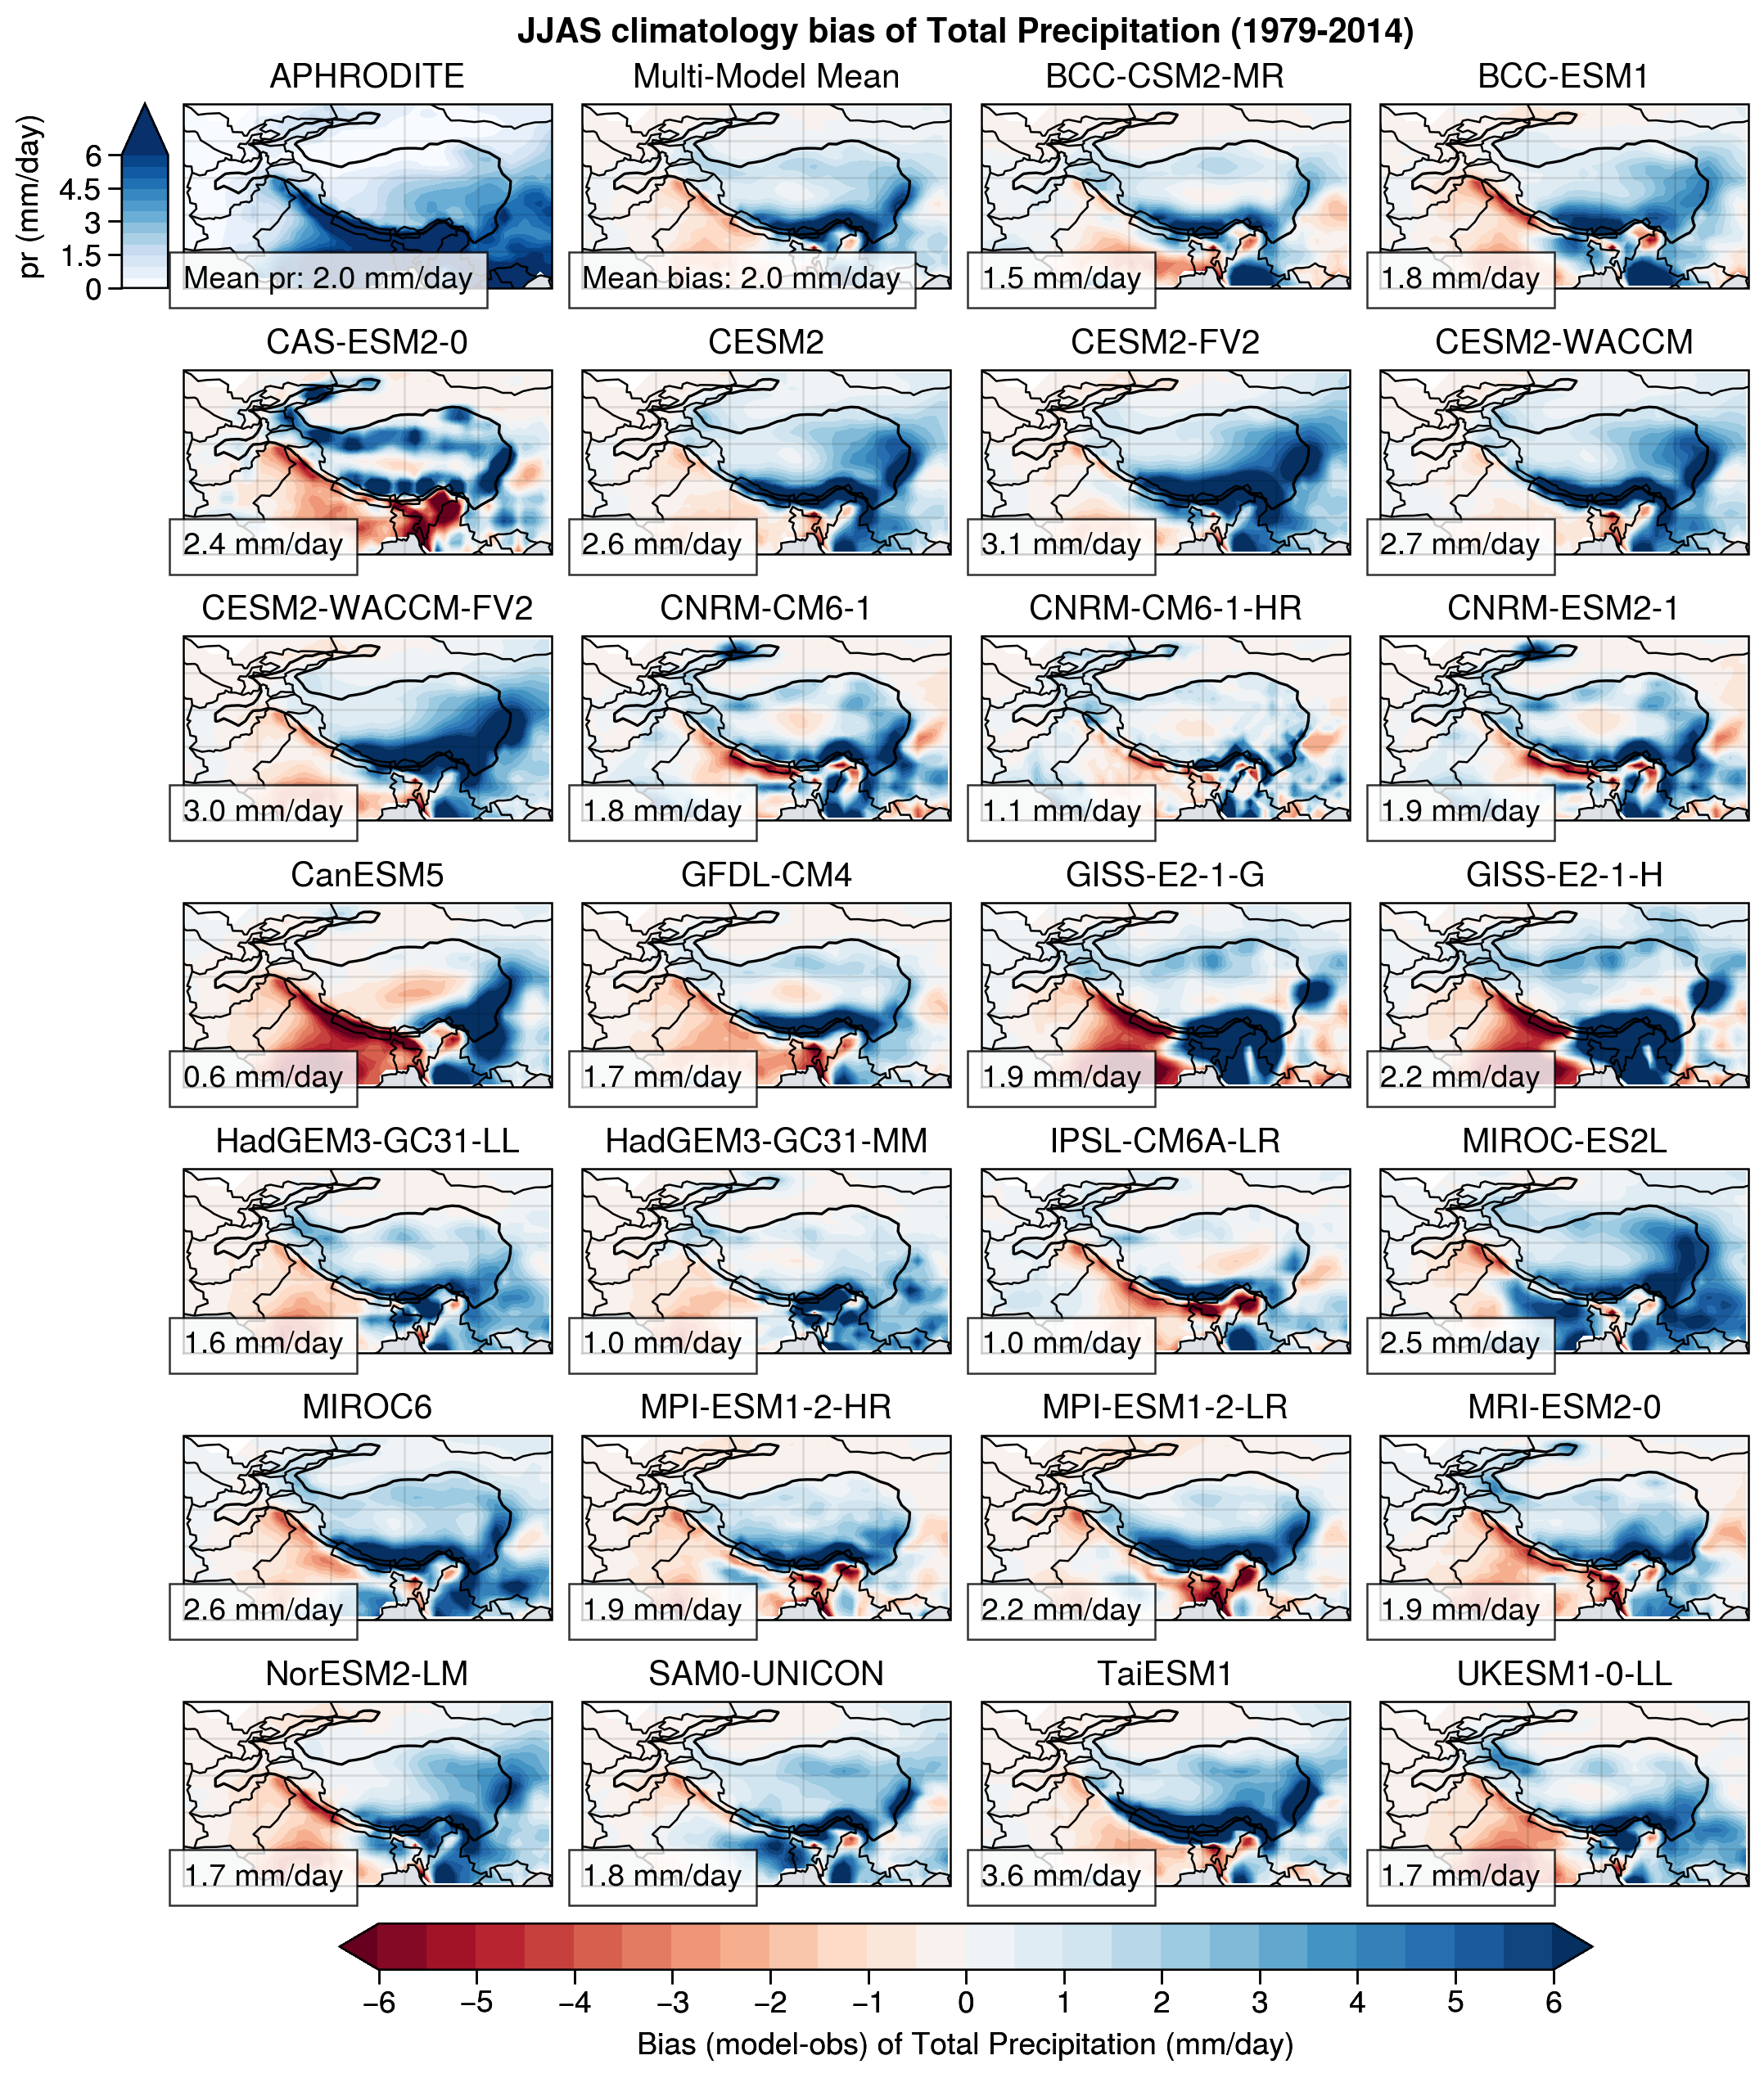 JJAS climatology bias of Total Precipitation (1979-2014)
APHRODITE
Multi-Model Mean
BCC-CSM2-MR
BCC-ESM1
pr (mm/day)
6
4.5
3
1.5
0
Mean pr: 2.0 mm/day
Mean bias: 2.0 mm/day
1.5 mm/day
1.8 mm/day
CAS-ESM2-0
CESM2
CESM2-FV2
CESM2-WACCM
2.4 mm/day
2.6 mm/day
3.1 mm/day
2.7 mm/day
CESM2-WACCM-FV2
CNRM-CM6-1
CNRM-CM6-1-HR
CNRM-ESM2-1
3.0 mm/day
1.8 mm/day
1.1 mm/day
1.9 mm/day
CanESM5
GFDL-CM4
GISS-E2-1-G
GISS-E2-1-H
0.6 mm/day
1.7 mm/day
1.9 mm/day
2.2 mm/day
HadGEM3-GC31-LL
HadGEM3-GC31-MM
IPSL-CM6A-LR
MIROC-ES2L
1.6 mm/day
1.0 mm/day
1.0 mm/day
2.5 mm/day
MIROC6
MPI-ESM1-2-HR
MPI-ESM1-2-LR
MRI-ESM2-0
2.6 mm/day
1.9 mm/day
2.2 mm/day
1.9 mm/day
NorESM2-LM
SAM0-UNICON
TaiESM1
UKESM1-0-LL
1.7 mm/day
1.8 mm/day
3.6 mm/day
1.7 mm/day
−6 −5 −4 −3 −2 −1 0 1 2 3 4 5 6
Bias (model-obs) of Total Precipitation (mm/day)